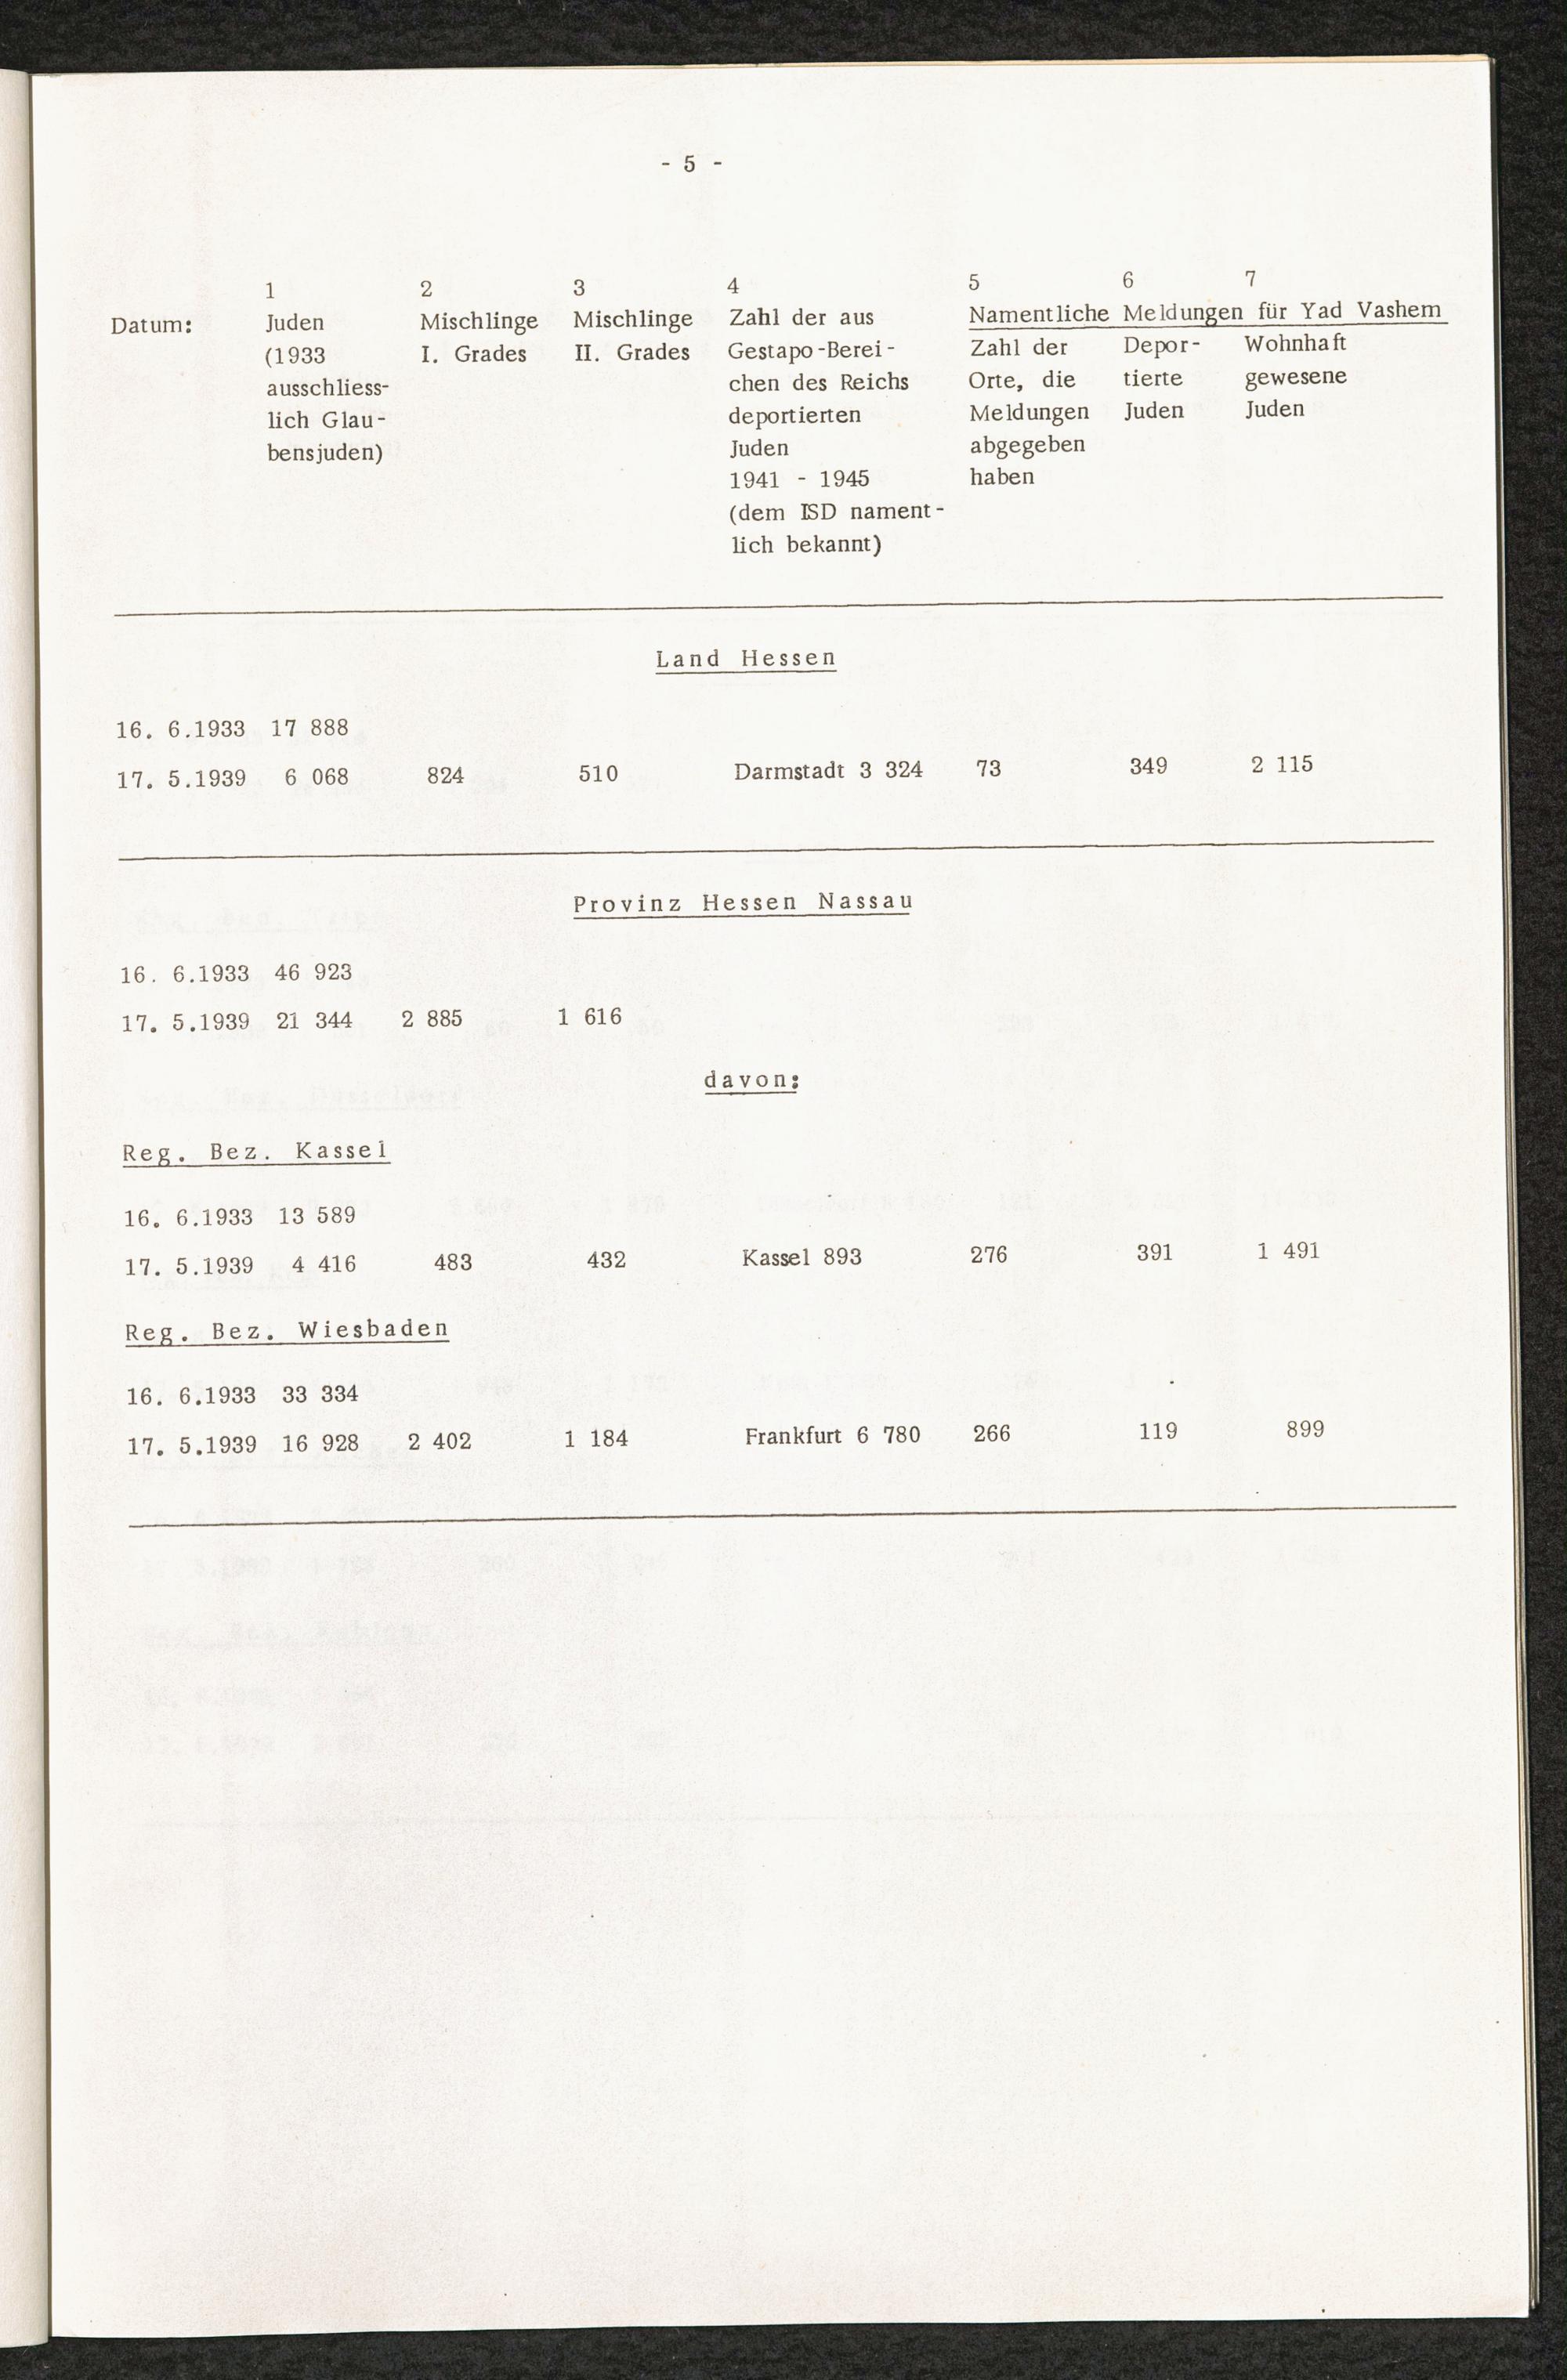 - 5 -
1 2 3 4 5 6 7
Datum: Juden Mischlinge Mischlinge Zahl der aus Namentliche Meldungen für Yad Vashem
(1933 I. Grades II. Grades Gestapo-Berei- Zahl der Depor- Wohnhaft
ausschliess- chen des Reichs Orte, die tierte gewesene
lich Glau- deportierten Meldungen Juden Juden
bensjuden) Juden abgegeben
1941 - 1945 haben
(dem ISD nament-
lich bekannt)
Land Hessen
16. 6.1933 17 888
17. 5.1939 6 068 824 510 Darmstadt 3 324 73 349 2 115
Provinz Hessen Nassau
16. 6.1933 46 923
17. 5.1939 21 344 2 885 1 616
davon:
Reg. Bez. Kassel
16. 6.1933 13 589
17. 5.1939 4 416 483 432 Kassel 893 276 391 1 491
Reg. Bez. Wiesbaden
16. 6.1933 33 334
17. 5.1939 16 928 2 402 1 184 Frankfurt 6 780 266 119 899